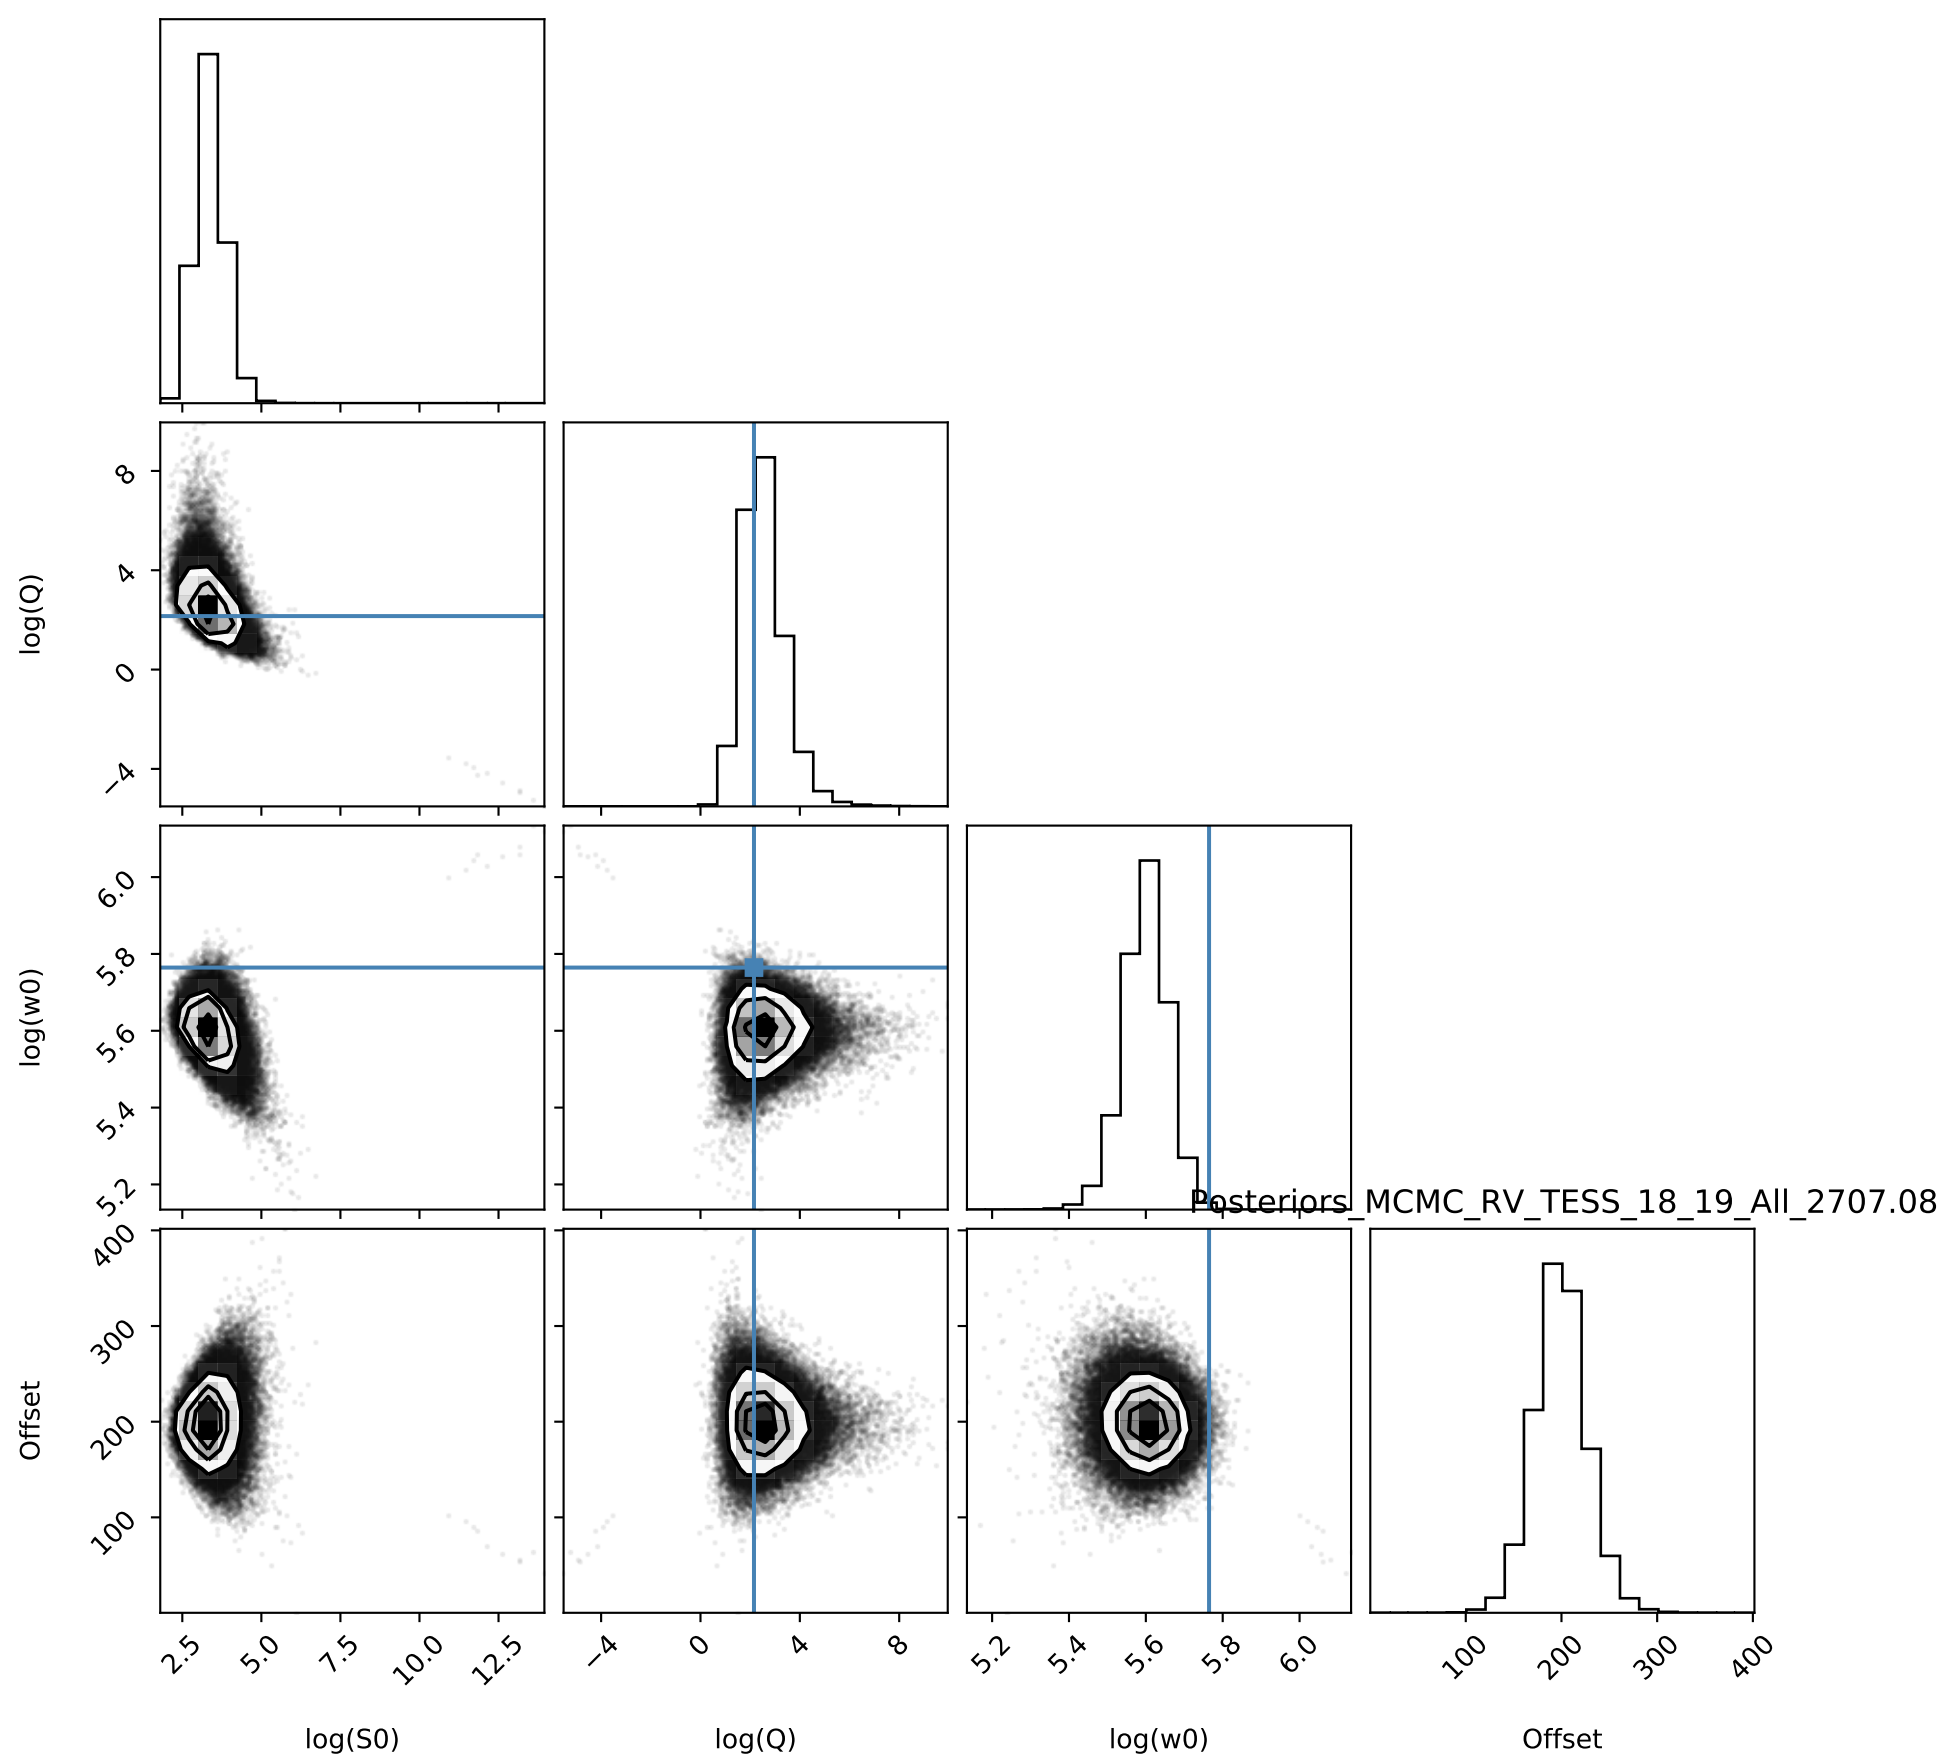 8
4
0
−4
log(Q)
6.0
5.8
5.6
5.4
5.2
log(w0)
Posteriors_MCMC_RV_TESS_18_19_All_2707.08
400
300
200
100
Offset
2.5 5.0 7.5 10.0 12.5 −4 0 4 8 5.2 5.4 5.6 5.8 6.0 100 200 300 400
log(S0) log(Q) log(w0) Offset